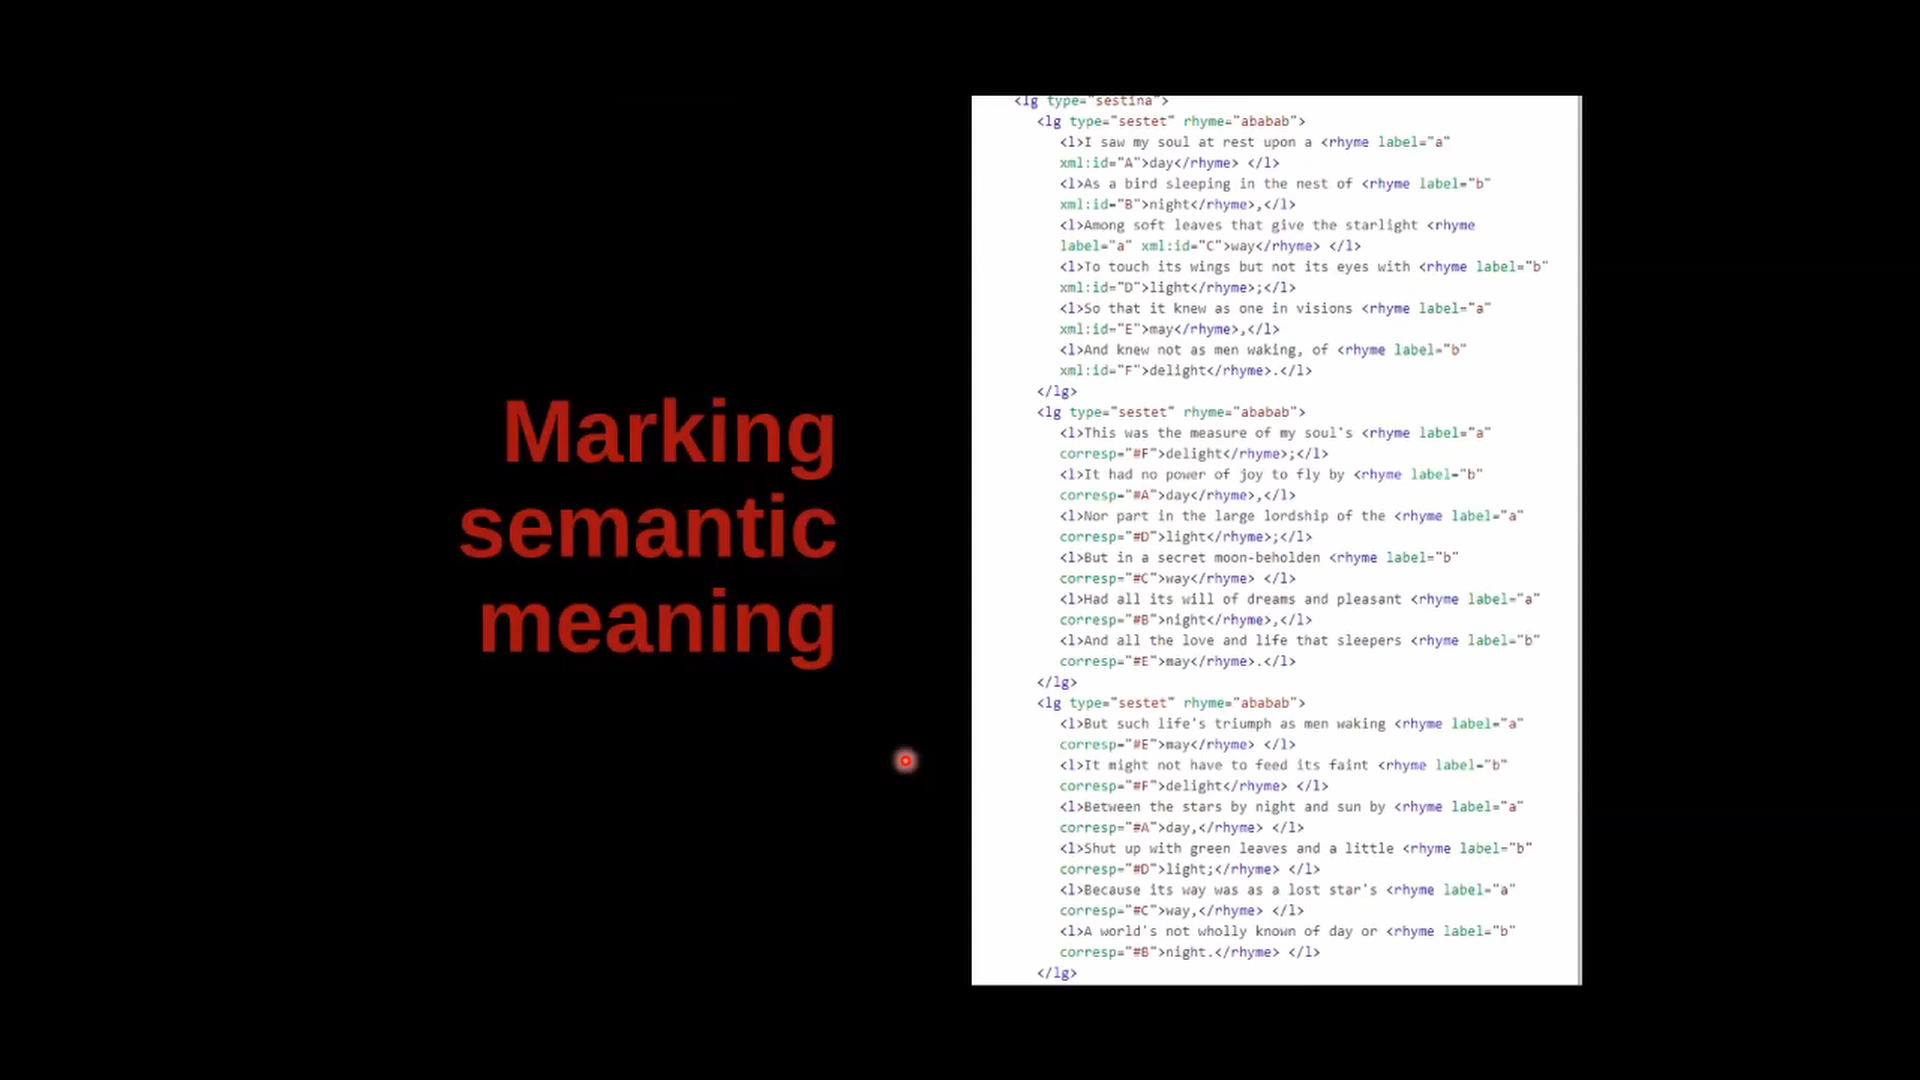 Marking
semantic
meaning
<lg type="sestina">
<lg type="sestet" rhyme="ababab">
<l>I saw my soul at rest upon a <rhyme label="a"
xml:id="A">day</rhyme> </l>
<l>As a bird sleeping in the nest of <rhyme label="b"
xml:id="B">night</rhyme>,</l>
<l>Among soft leaves that give the starlight <rhyme
label="a" xml:id="C">way</rhyme> </l>
<l>To touch its wings but not its eyes with <rhyme label="b"
xml:id="D">light</rhyme>;</l>
<l>So that it knew as one in visions <rhyme label="a"
xml:id="E">may</rhyme>,</l>
<l>And knew not as men waking, of <rhyme label="b"
xml:id="F">delight</rhyme>.</l>
</lg>
<lg type="sestet" rhyme="ababab">
<l>This was the measure of my soul's <rhyme label="a"
corresp="#F">delight</rhyme>;</l>
<l>It had no power of joy to fly by <rhyme label="b"
corresp="#A">day</rhyme>,</l>
<l>Nor part in the large lordship of the <rhyme label="a"
corresp="#D">light</rhyme>;</l>
<l>But in a secret moon-beholden <rhyme label="b"
corresp="#C">way</rhyme> </l>
<l>Had all its will of dreams and pleasant <rhyme label="a"
corresp="#B">night</rhyme>,</l>
<l>And all the love and life that sleepers <rhyme label="b"
corresp="#E">may</rhyme>.</l>
</lg>
<lg type="sestet" rhyme="ababab">
<l>But such life's triumph as men waking <rhyme label="a"
corresp="#E">may</rhyme> </l>
<l>It might not have to feed its faint <rhyme label="b"
corresp="#F">delight</rhyme> </l>
<l>Between the stars by night and sun by <rhyme label="a"
corresp="#A">day,</rhyme> </l>
<l>Shut up with green leaves and a little <rhyme label="b"
corresp="#D">light;</rhyme> </l>
<l>Because its way was as a lost star's <rhyme label="a"
corresp="#C">way,</rhyme> </l>
<l>A world's not wholly known of day or <rhyme label="b"
corresp="#B">night.</rhyme> </l>
</lg>